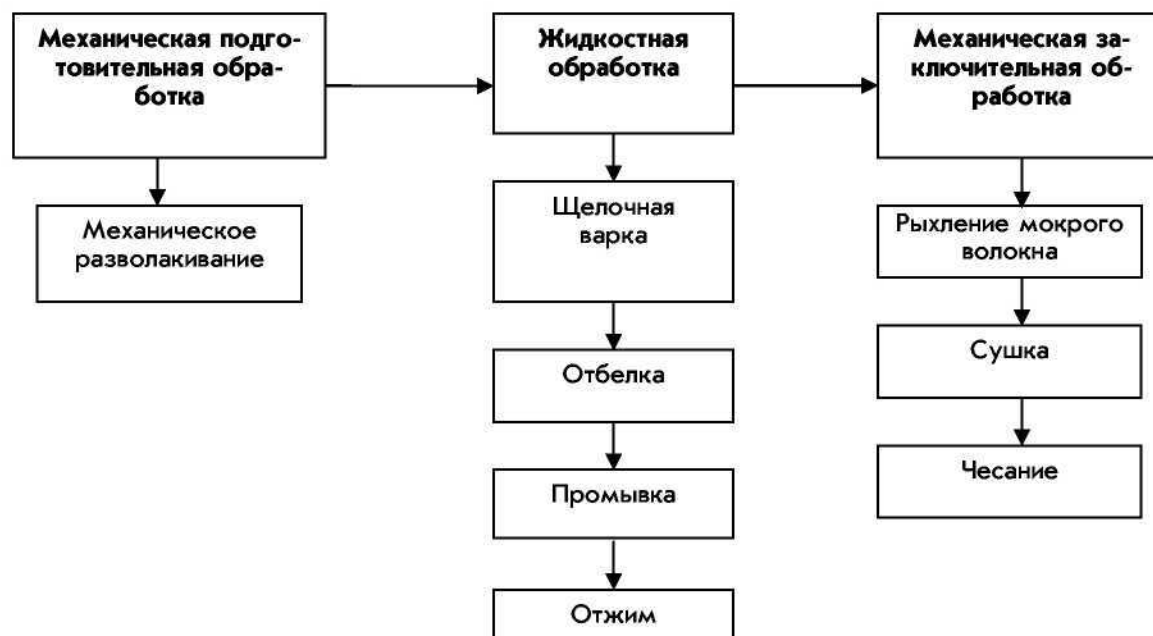 Механическая подго-
товительная обра-
ботка
Жидкостная
обработка
Механическая за-
ключительная об-
работка
Механическое
разволакивание
Щелочная
варка
Отбелка
Промывка
Отжим
Рыхление мокрого
волокна
Сушка
Чесание